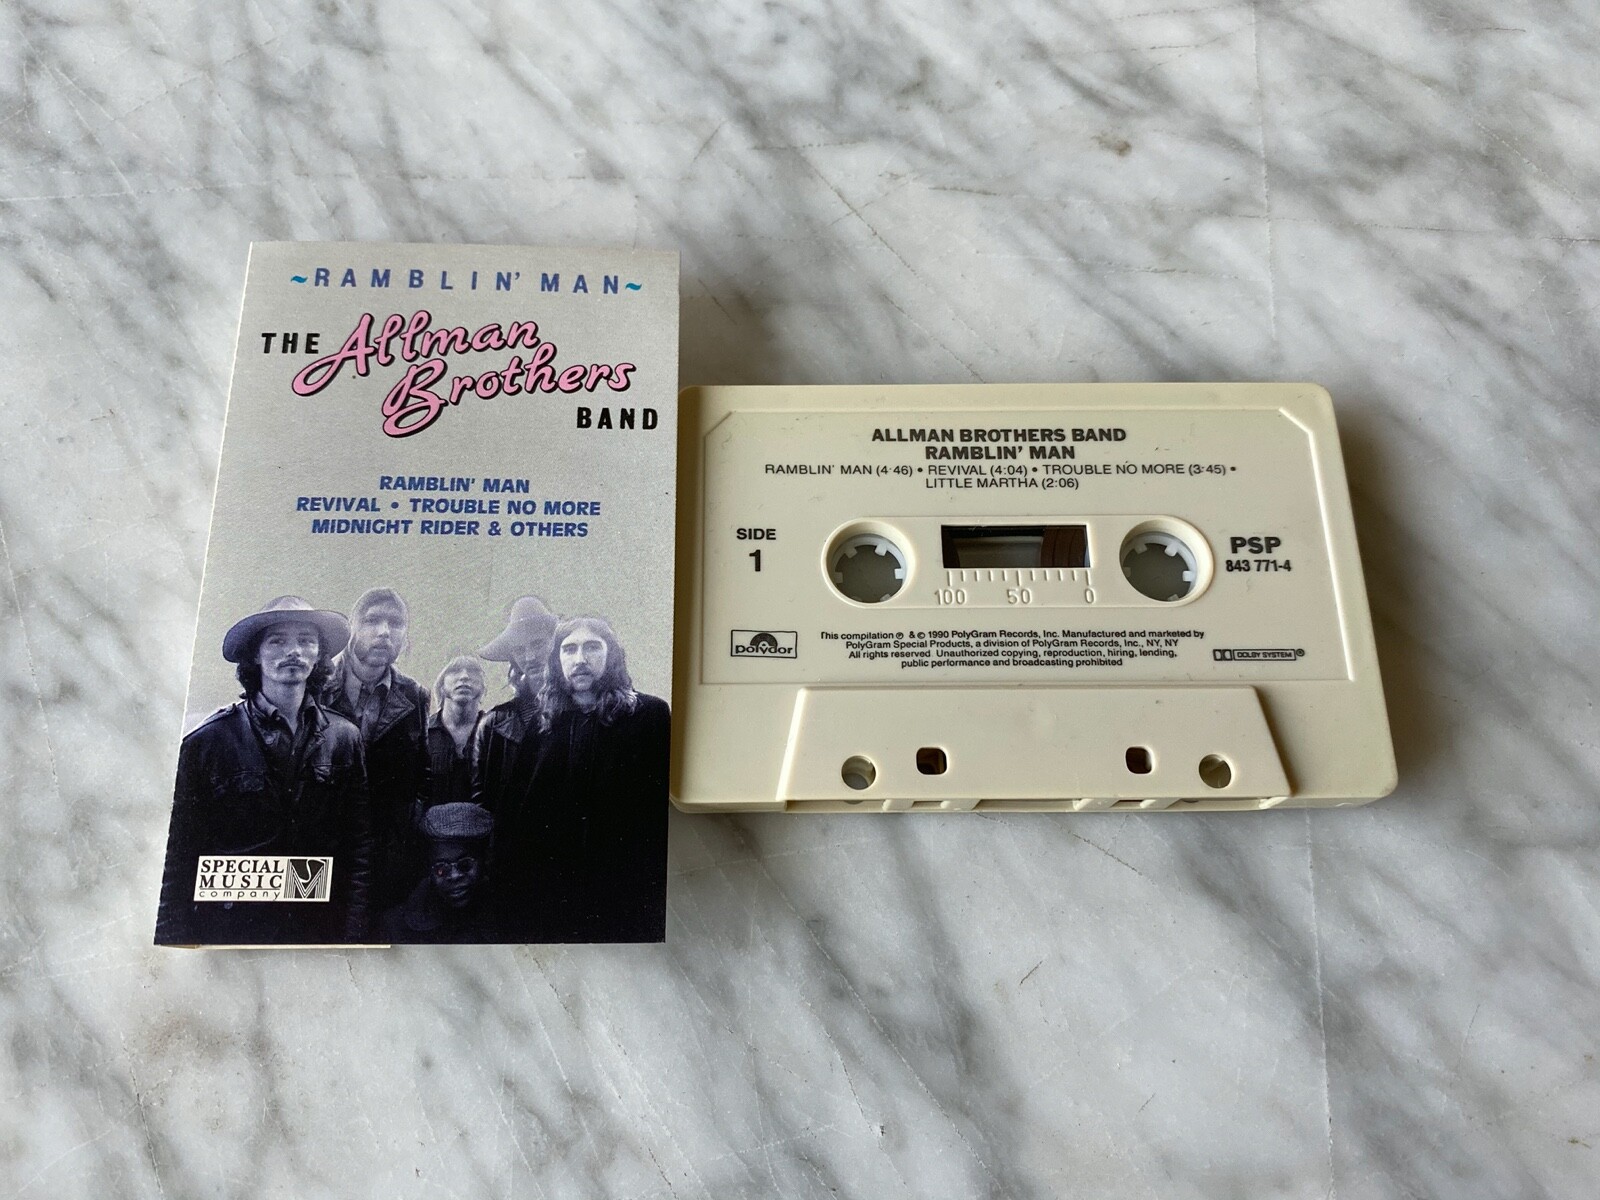 ~RAMBLIN' MAN~
THE Allman
Brothers
BAND
RAMBLIN' MAN
REVIVAL • TROUBLE NO MORE
MIDNIGHT RIDER & OTHERS
SPECIAL
MUSIC
company
ALLMAN BROTHERS BAND
RAMBLIN' MAN
RAMBLIN' MAN (4:46) • REVIVAL (4:04) • TROUBLE NO MORE (3:45) •
LITTLE MARTHA (2:06)
SIDE
1
PSP
843 771-4
100 50 0
polydor
This compilation ℗ & © 1990 PolyGram Records, Inc. Manufactured and marketed by
PolyGram Special Products, a division of PolyGram Records, Inc., NY, NY
All rights reserved Unauthorized copying, reproduction, hiring, lending,
public performance and broadcasting prohibited
DOLBY SYSTEM ®